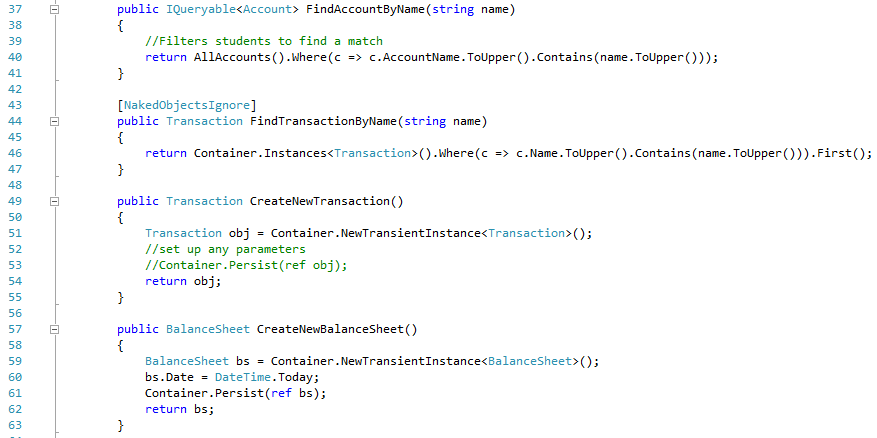 37 public IQueryable<Account> FindAccountByName(string name)
38 {
39 //Filters students to find a match
40 return AllAccounts().Where(c => c.AccountName.ToUpper().Contains(name.ToUpper()));
41 }
42
43 [NakedObjectsIgnore]
44 public Transaction FindTransactionByName(string name)
45 {
46 return Container.Instances<Transaction>().Where(c => c.Name.ToUpper().Contains(name.ToUpper())).First();
47 }
48
49 public Transaction CreateNewTransaction()
50 {
51 Transaction obj = Container.NewTransientInstance<Transaction>();
52 //set up any parameters
53 //Container.Persist(ref obj);
54 return obj;
55 }
56
57 public BalanceSheet CreateNewBalanceSheet()
58 {
59 BalanceSheet bs = Container.NewTransientInstance<BalanceSheet>();
60 bs.Date = DateTime.Today;
61 Container.Persist(ref bs);
62 return bs;
63 }